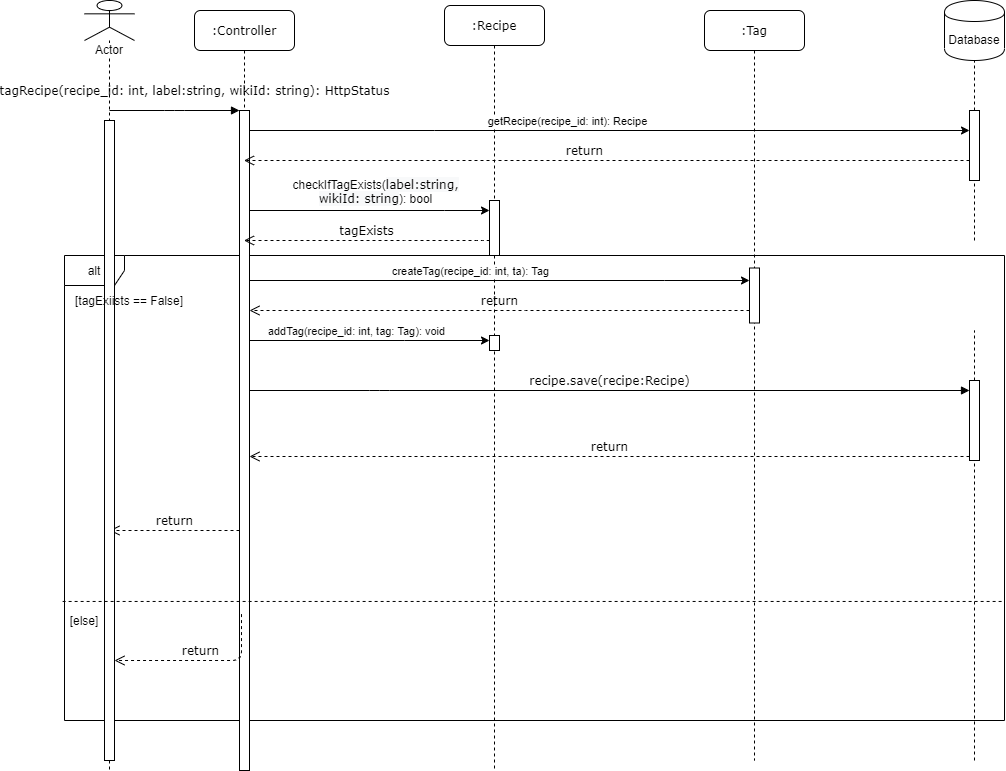 :Controller
:Recipe
:Tag
Database
Actor
tagRecipe(recipe_id: int, label:string, wikiId: string): HttpStatus
getRecipe(recipe_id: int): Recipe
return
checkIfTagExists(label:string,
wikiId: string): bool
tagExists
alt
createTag(recipe_id: int, ta): Tag
[tagExiists == False]
return
addTag(recipe_id: int, tag: Tag): void
recipe.save(recipe:Recipe)
return
return
[else]
return